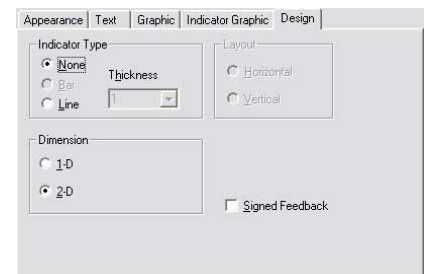 Appearance Text Graphic Indicator Graphic Design
Indicator Type
None
Bar
Line
Thickness
1
Layout
Horizontal
Vertical
Dimension
1-D
2-D
Signed Feedback